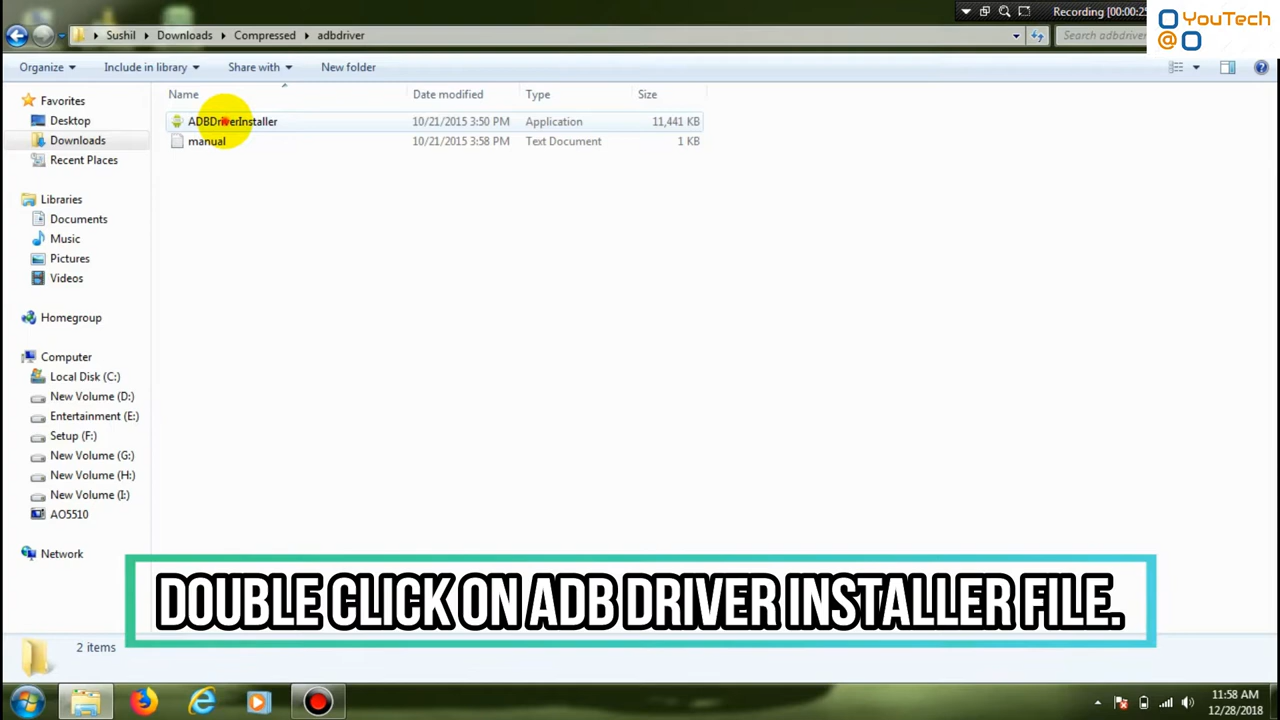 Recording [00:00:25
YouTech
@
Sushil Downloads Compressed adbdriver
Search adbdriver
Organize Include in library Share with New folder
Name Date modified Type Size
ADBDriverInstaller 10/21/2015 3:50 PM Application 11,441 KB
manual 10/21/2015 3:58 PM Text Document 1 KB
Favorites
Desktop
Downloads
Recent Places
Libraries
Documents
Music
Pictures
Videos
Homegroup
Computer
Local Disk (C:)
New Volume (D:)
Entertainment (E:)
Setup (F:)
New Volume (G:)
New Volume (H:)
New Volume (I:)
AO5510
Network
DOUBLE CLICK ON ADB DRIVER INSTALLER FILE.
2 items
11:58 AM
12/28/2018